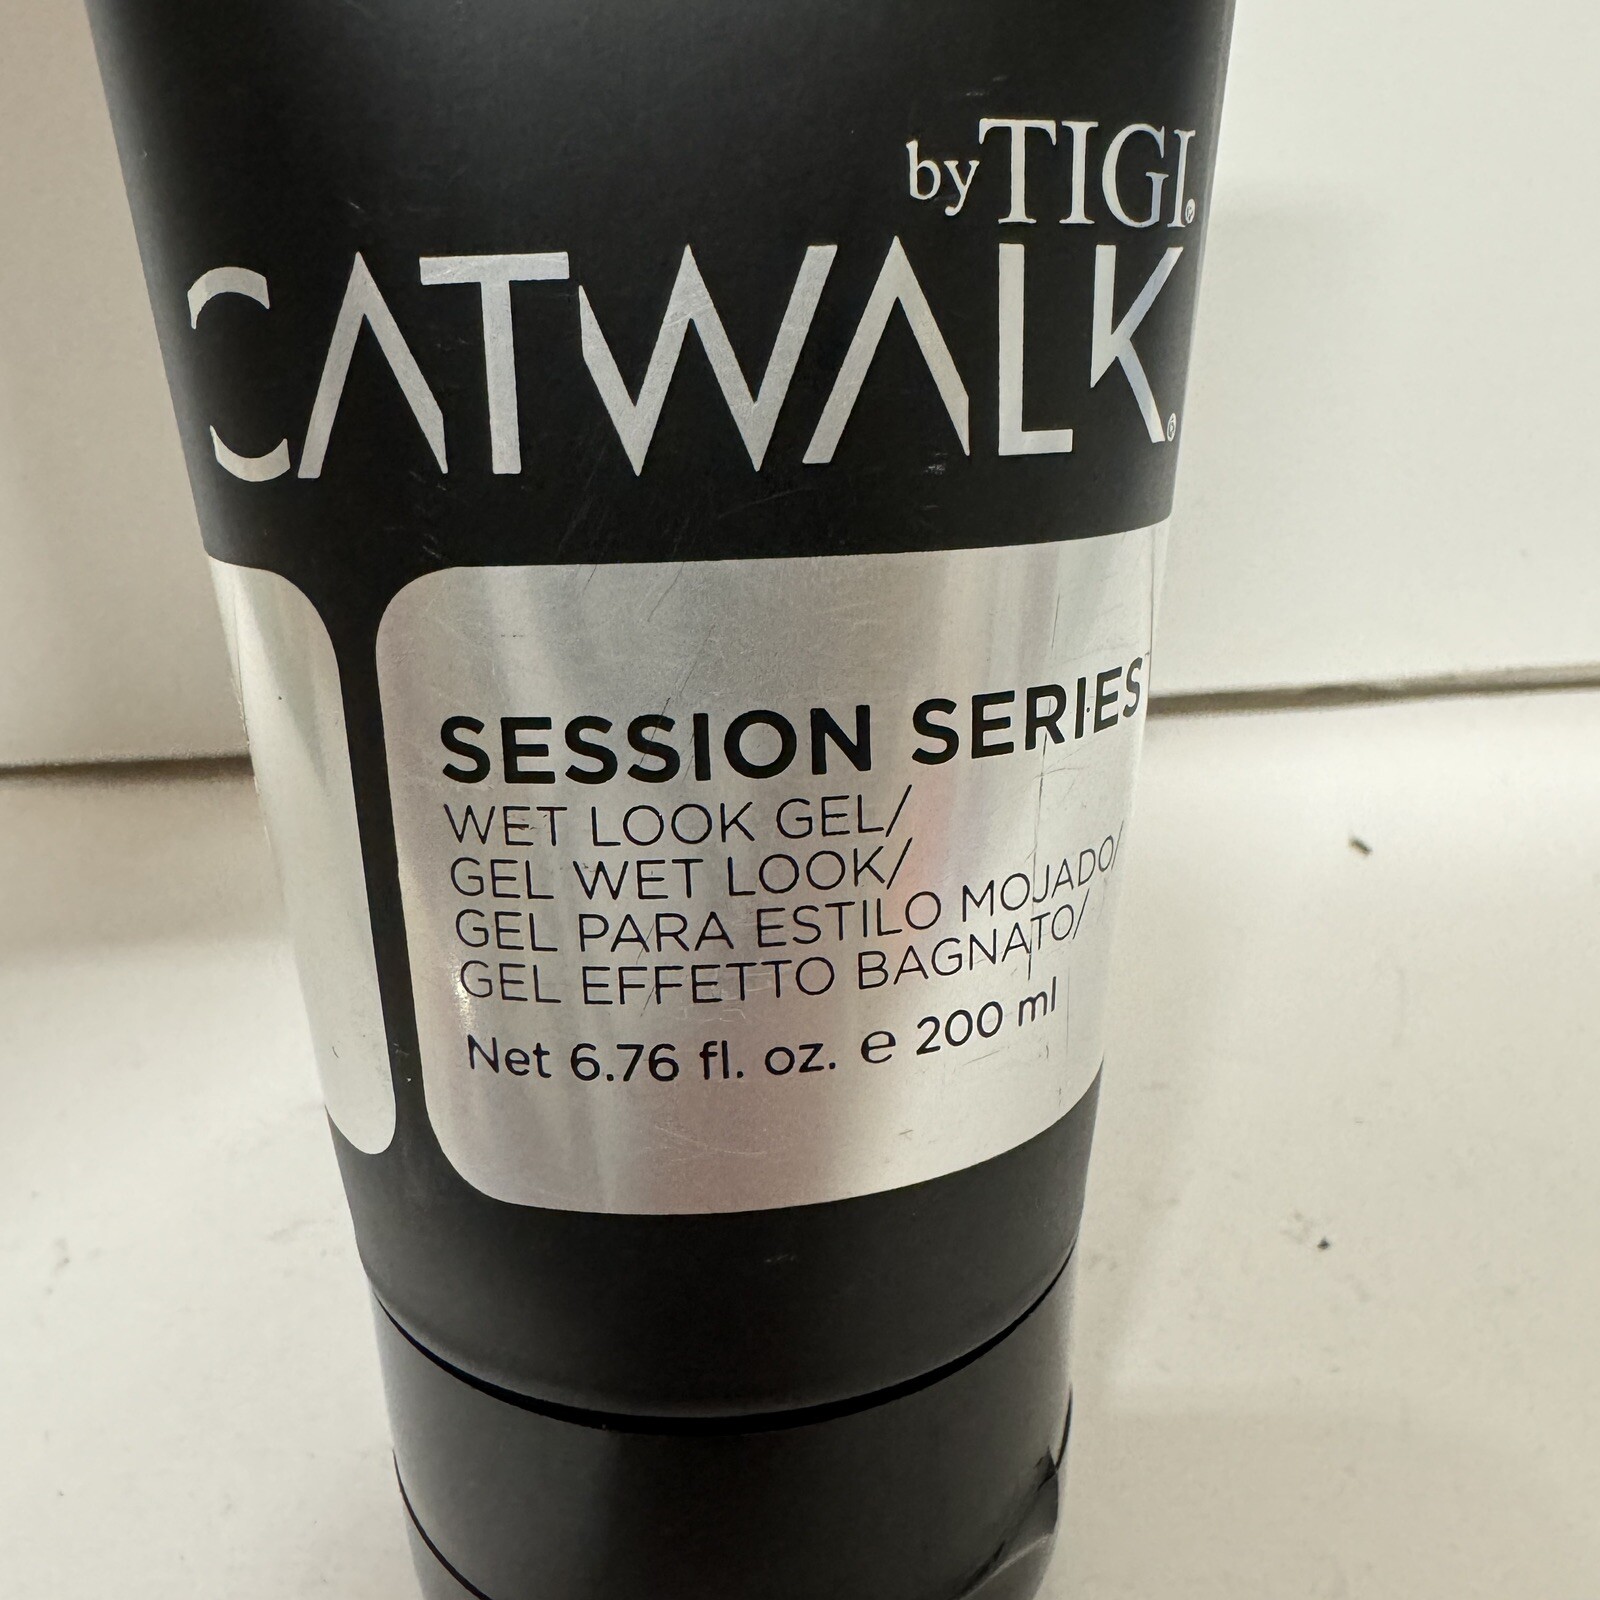 by TIGI®
CATWALK®
SESSION SERIES™
WET LOOK GEL/
GEL WET LOOK/
GEL PARA ESTILO MOJADO/
GEL EFFETTO BAGNATO/
Net 6.76 fl. oz. ℮ 200 ml